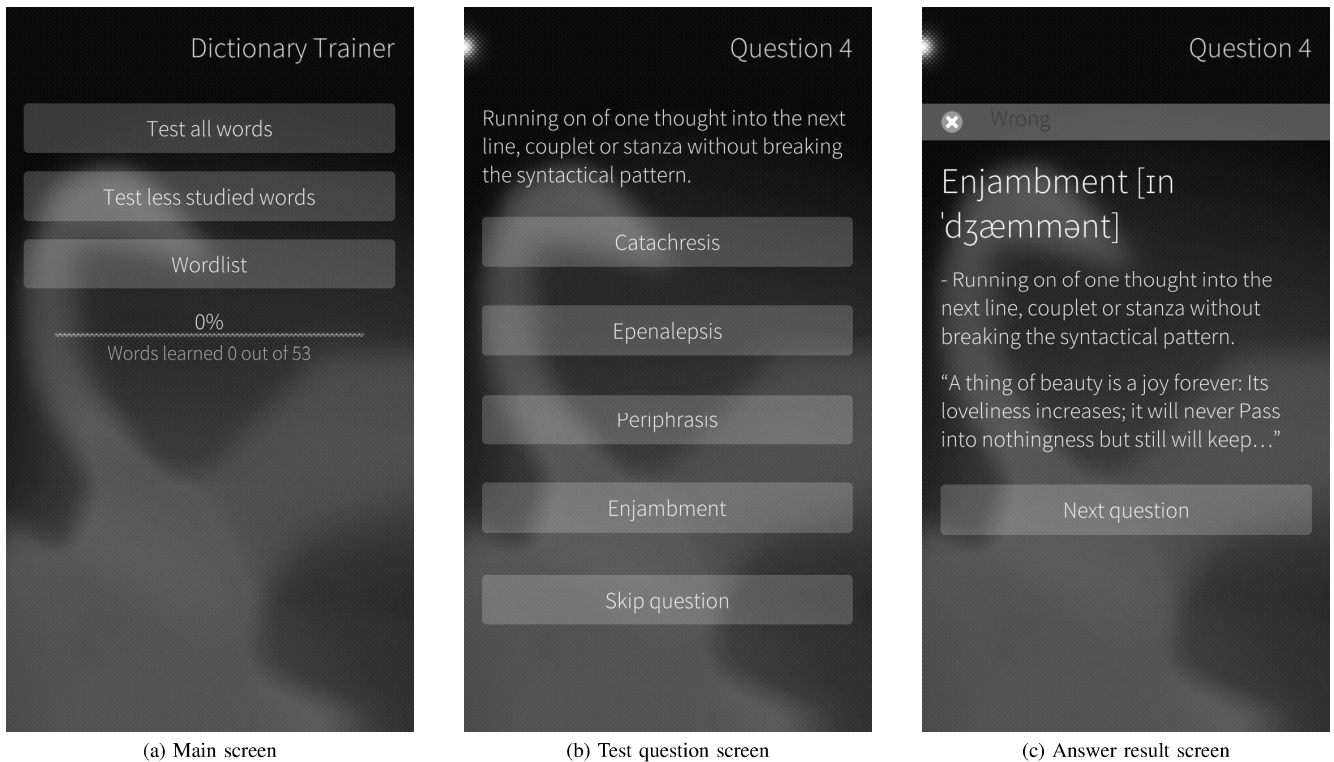 Dictionary Trainer
Test all words
Test less studied words
Wordlist
0%
Words learned 0 out of 53
(a) Main screen
Question 4
Running on of one thought into the next
line, couplet or stanza without breaking
the syntactical pattern.
Catachresis
Epenalepsis
Periphrasis
Enjambment
Skip question
(b) Test question screen
Question 4
Wrong
Enjambment [ɪn
ˈdʒæmmənt]
- Running on of one thought into the
next line, couplet or stanza without
breaking the syntactical pattern.
“A thing of beauty is a joy forever: Its
loveliness increases; it will never Pass
into nothingness but still will keep…”
Next question
(c) Answer result screen